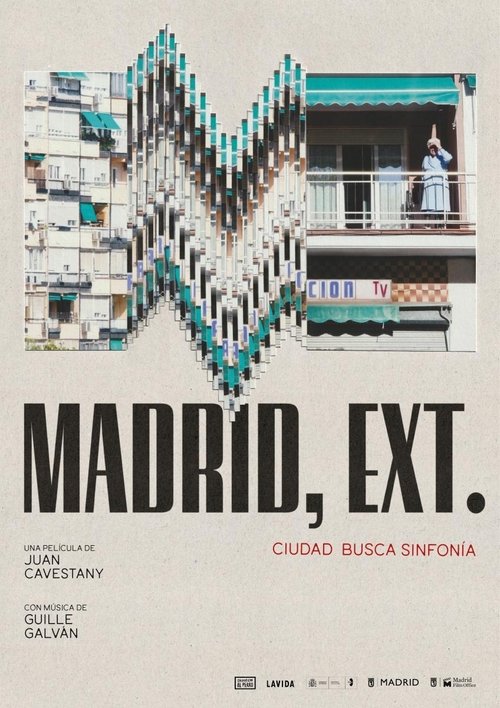 CION TV
MADRID, EXT.
CIUDAD BUSCA SINFONÍA
UNA PELÍCULA DE
JUAN
CAVESTANY
CON MÚSICA DE
GUILLE
GALVÁN
LAVIDA
MADRID
Madrid
Film Office